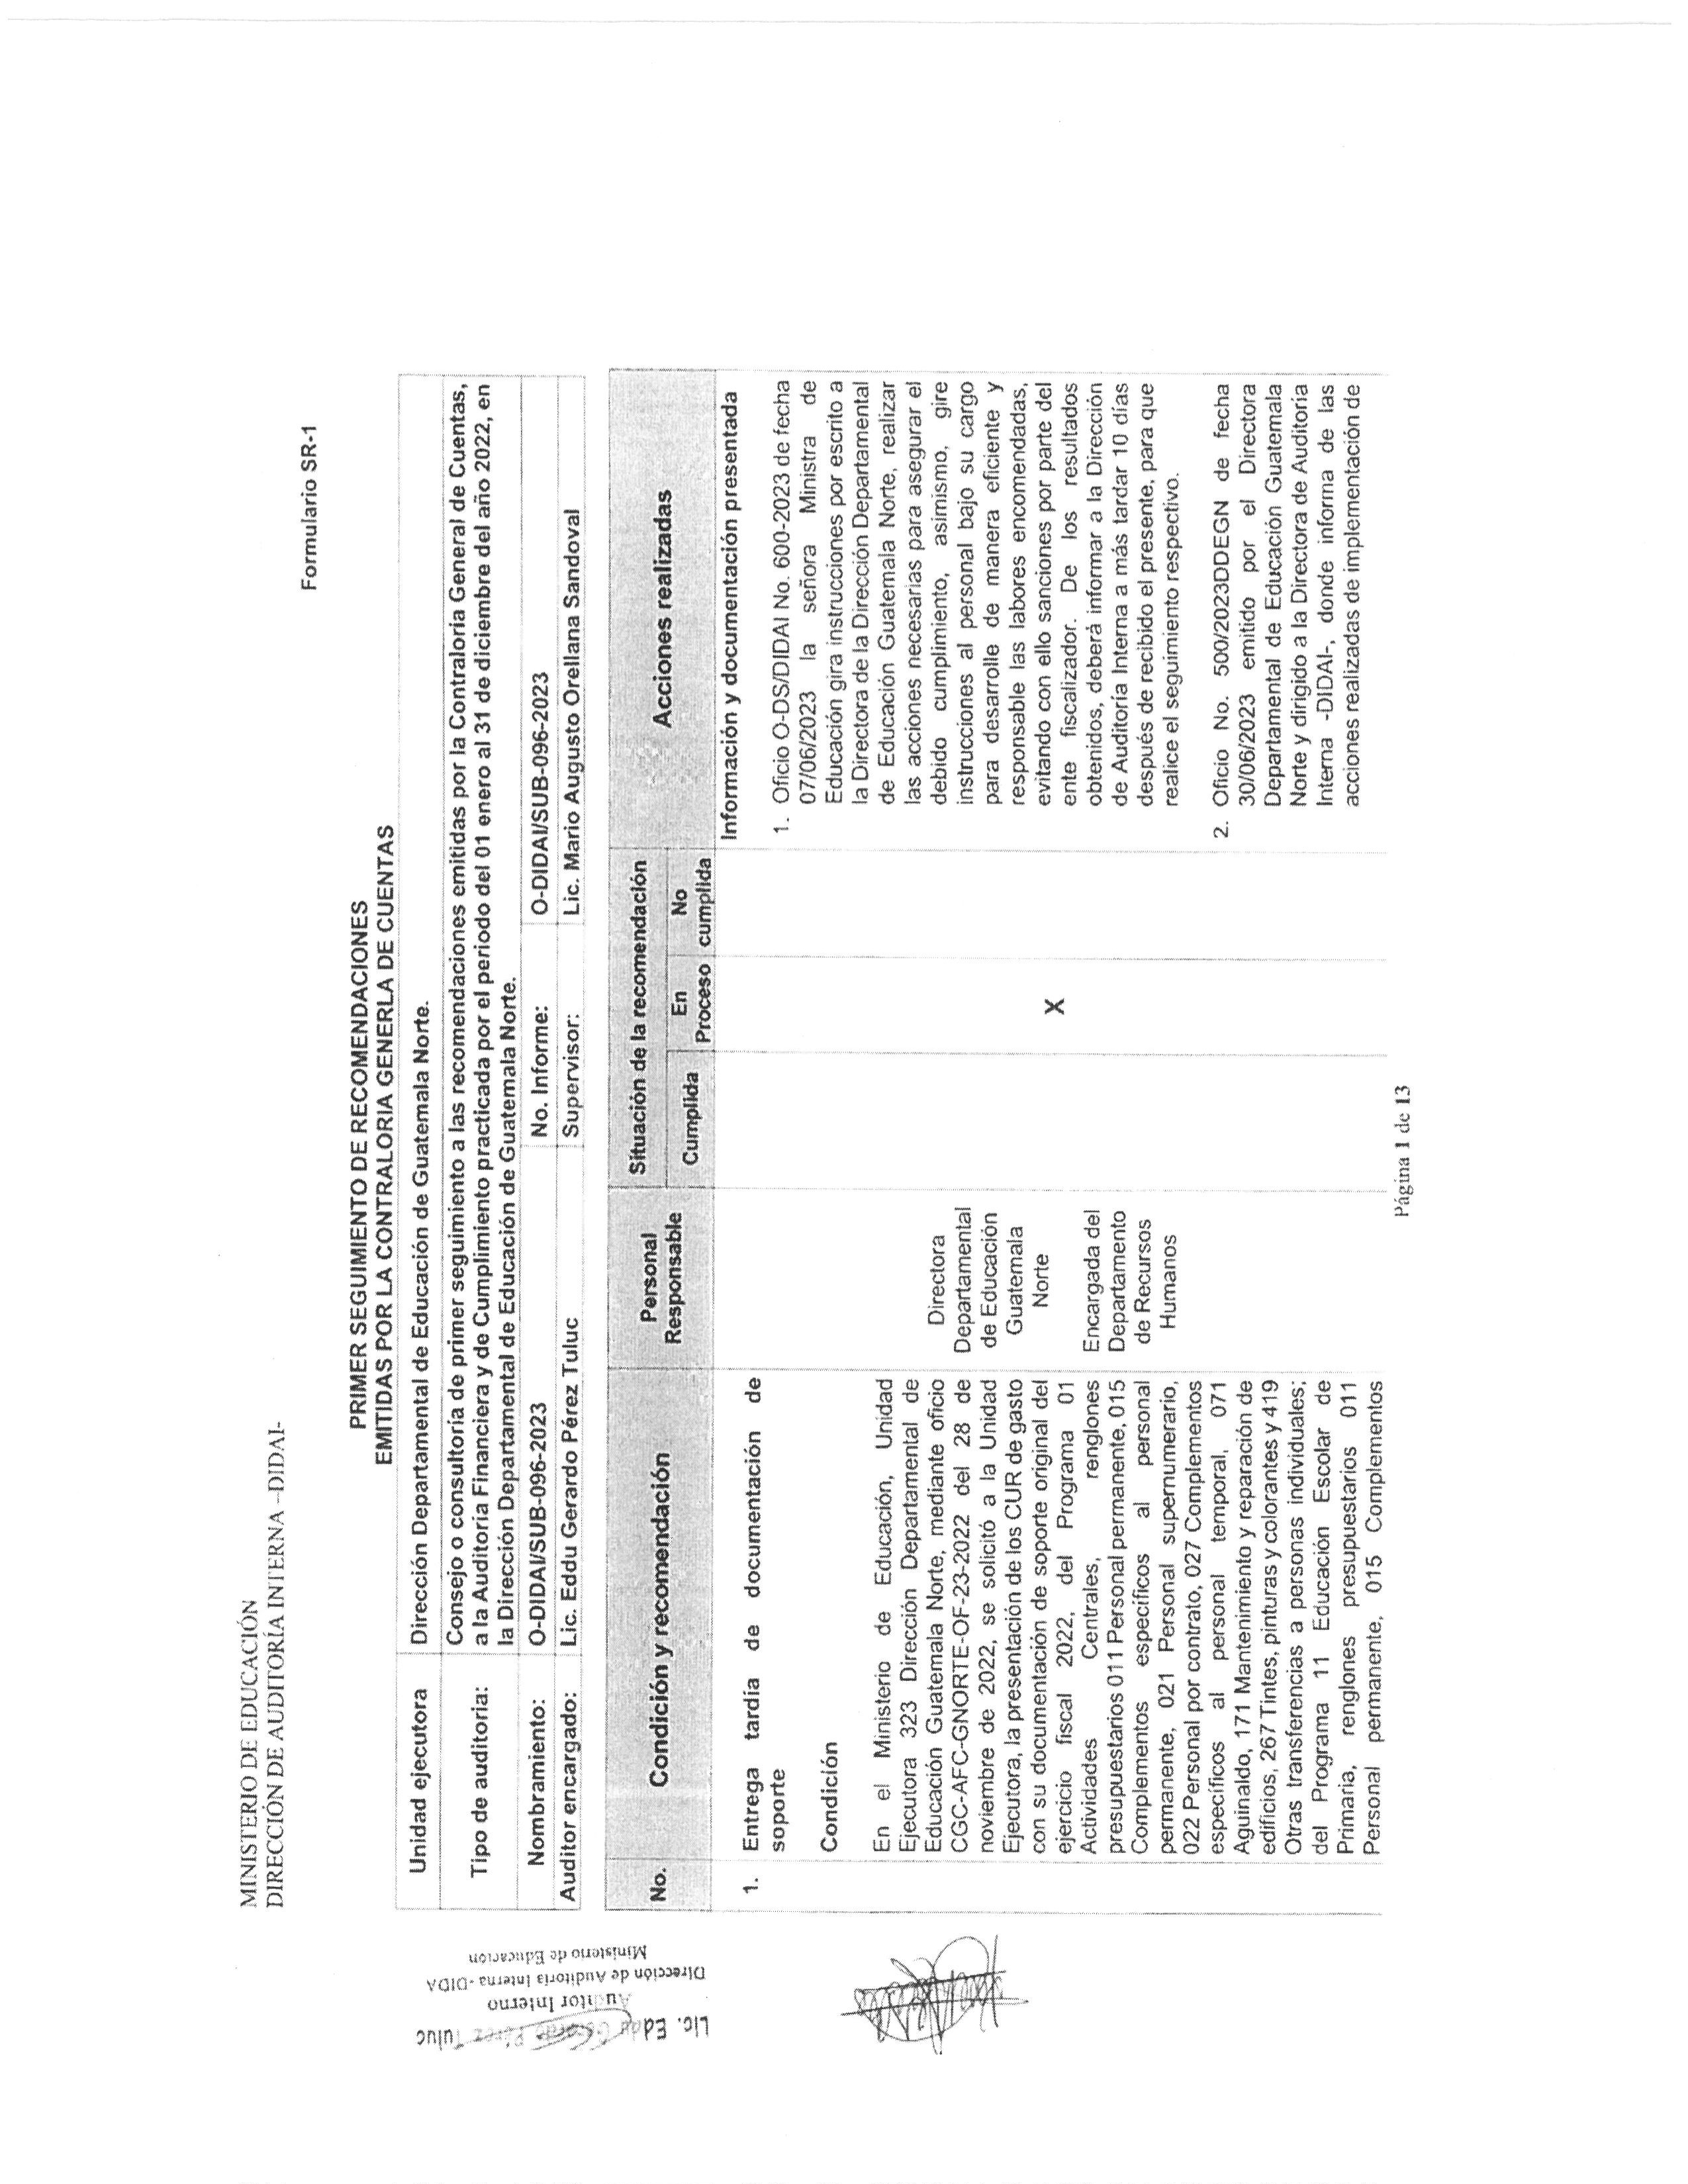 MINISTERIO DE EDUCACIÓN
DIRECCIÓN DE AUDITORÍA INTERNA –DIDAI-
Formulario SR-1
PRIMER SEGUIMIENTO DE RECOMENDACIONES
EMITIDAS POR LA CONTRALORIA GENERLA DE CUENTAS
Unidad ejecutora
Dirección Departamental de Educación de Guatemala Norte.
Tipo de auditoria:
Consejo o consultoría de primer seguimiento a las recomendaciones emitidas por la Contraloría General de Cuentas,
a la Auditoría Financiera y de Cumplimiento practicada por el periodo del 01 enero al 31 de diciembre del año 2022, en
la Dirección Departamental de Educación de Guatemala Norte.
Nombramiento:
O-DIDAI/SUB-096-2023
No. Informe:
O-DIDAI/SUB-096-2023
Auditor encargado:
Lic. Eddu Gerardo Pérez Tuluc
Supervisor:
Lic. Mario Augusto Orellana Sandoval
No.
Condición y recomendación
Personal
Responsable
Situación de la recomendación
Cumplida
En
Proceso
No
cumplida
Acciones realizadas
1.
Entrega tardía de documentación de
soporte
Condición
En el Ministerio de Educación, Unidad
Ejecutora 323 Dirección Departamental de
Educación Guatemala Norte, mediante oficio
CGC-AFC-GNORTE-OF-23-2022 del 28 de
noviembre de 2022, se solicitó a la Unidad
Ejecutora, la presentación de los CUR de gasto
con su documentación de soporte original del
ejercicio fiscal 2022, del Programa 01
Actividades Centrales, renglones
presupuestarios 011 Personal permanente, 015
Complementos específicos al personal
permanente, 021 Personal supernumerario,
022 Personal por contrato, 027 Complementos
específicos al personal temporal, 071
Aguinaldo, 171 Mantenimiento y reparación de
edificios, 267 Tintes, pinturas y colorantes y 419
Otras transferencias a personas individuales;
del Programa 11 Educación Escolar de
Primaria, renglones presupuestarios 011
Personal permanente, 015 Complementos
Directora
Departamental
de Educación
Guatemala
Norte
Encargada del
Departamento
de Recursos
Humanos
X
Información y documentación presentada
1. Oficio O-DS/DIDAI No. 600-2023 de fecha
07/06/2023 la señora Ministra de
Educación gira instrucciones por escrito a
la Directora de la Dirección Departamental
de Educación Guatemala Norte, realizar
las acciones necesarias para asegurar el
debido cumplimiento, asimismo, gire
instrucciones al personal bajo su cargo
para desarrolle de manera eficiente y
responsable las labores encomendadas,
evitando con ello sanciones por parte del
ente fiscalizador. De los resultados
obtenidos, deberá informar a la Dirección
de Auditoría Interna a más tardar 10 días
después de recibido el presente, para que
realice el seguimiento respectivo.
2. Oficio No. 500/2023DDEGN de fecha
30/06/2023 emitido por el Directora
Departamental de Educación Guatemala
Norte y dirigido a la Directora de Auditoría
Interna -DIDAI-, donde informa de las
acciones realizadas de implementación de
Página 1 de 13
Lic. Eddu Gerardo Pérez Tuluc
Auditor Interno
Dirección de Auditoría Interna -DIDA
Ministerio de Educación